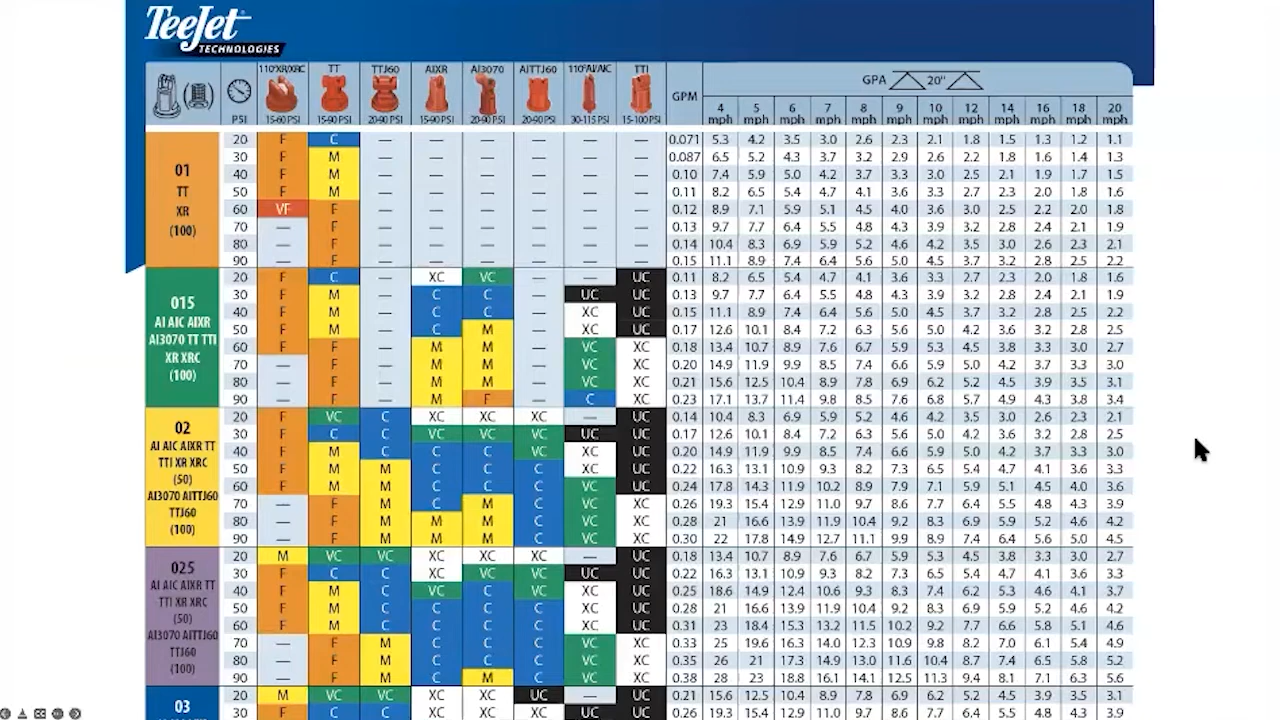 TeeJet
TECHNOLOGIES
110°XR/XRC TT TTJ60 AIXR AI3070 AITTJ60 110°AI/AIC TTI GPA 20"
PSI 15-60 PSI 15-90 PSI 20-90 PSI 15-90 PSI 20-90 PSI 20-90 PSI 30-115 PSI 15-100 PSI GPM 4 mph 5 mph 6 mph 7 mph 8 mph 9 mph 10 mph 12 mph 14 mph 16 mph 18 mph 20 mph
01
TT
XR
(100)
20 F C — — — — — — 0.071 5.3 4.2 3.5 3.0 2.6 2.3 2.1 1.8 1.5 1.3 1.2 1.1
30 F M — — — — — — 0.087 6.5 5.2 4.3 3.7 3.2 2.9 2.6 2.2 1.8 1.6 1.4 1.3
40 F M — — — — — — 0.10 7.4 5.9 5.0 4.2 3.7 3.3 3.0 2.5 2.1 1.9 1.7 1.5
50 F M — — — — — — 0.11 8.2 6.5 5.4 4.7 4.1 3.6 3.3 2.7 2.3 2.0 1.8 1.6
60 VF F — — — — — — 0.12 8.9 7.1 5.9 5.1 4.5 4.0 3.6 3.0 2.5 2.2 2.0 1.8
70 — F — — — — — — 0.13 9.7 7.7 6.4 5.5 4.8 4.3 3.9 3.2 2.8 2.4 2.1 1.9
80 — F — — — — — — 0.14 10.4 8.3 6.9 5.9 5.2 4.6 4.2 3.5 3.0 2.6 2.3 2.1
90 — F — — — — — — 0.15 11.1 8.9 7.4 6.4 5.6 5.0 4.5 3.7 3.2 2.8 2.5 2.2
015
AI AIC AIXR
AI3070 TT TTI
XR XRC
(100)
20 F C — XC VC — — UC 0.11 8.2 6.5 5.4 4.7 4.1 3.6 3.3 2.7 2.3 2.0 1.8 1.6
30 F M — C C — UC UC 0.13 9.7 7.7 6.4 5.5 4.8 4.3 3.9 3.2 2.8 2.4 2.1 1.9
40 F M — C C — XC UC 0.15 11.1 8.9 7.4 6.4 5.6 5.0 4.5 3.7 3.2 2.8 2.5 2.2
50 F M — C M — XC UC 0.17 12.6 10.1 8.4 7.2 6.3 5.6 5.0 4.2 3.6 3.2 2.8 2.5
60 F F — M M — VC XC 0.18 13.4 10.7 8.9 7.6 6.7 5.9 5.3 4.5 3.8 3.3 3.0 2.7
70 — F — M M — VC XC 0.20 14.9 11.9 9.9 8.5 7.4 6.6 5.9 5.0 4.2 3.7 3.3 3.0
80 — F — M M — VC XC 0.21 15.6 12.5 10.4 8.9 7.8 6.9 6.2 5.2 4.5 3.9 3.5 3.1
90 — F — M F — C XC 0.23 17.1 13.7 11.4 9.8 8.5 7.6 6.8 5.7 4.9 4.3 3.8 3.4
02
AI AIC AIXR TT
TTI XR XRC
(50)
AI3070 AITTJ60
TTJ60
(100)
20 F VC C XC XC XC — UC 0.14 10.4 8.3 6.9 5.9 5.2 4.6 4.2 3.5 3.0 2.6 2.3 2.1
30 F C C VC VC VC UC UC 0.17 12.6 10.1 8.4 7.2 6.3 5.6 5.0 4.2 3.6 3.2 2.8 2.5
40 F M C C C VC XC UC 0.20 14.9 11.9 9.9 8.5 7.4 6.6 5.9 5.0 4.2 3.7 3.3 3.0
50 F M M C C C XC UC 0.22 16.3 13.1 10.9 9.3 8.2 7.3 6.5 5.4 4.7 4.1 3.6 3.3
60 F M M C C C VC UC 0.24 17.8 14.3 11.9 10.2 8.9 7.9 7.1 5.9 5.1 4.5 4.0 3.6
70 — F M C M C VC XC 0.26 19.3 15.4 12.9 11.0 9.7 8.6 7.7 6.4 5.5 4.8 4.3 3.9
80 — F M M M C VC XC 0.28 21 16.6 13.9 11.9 10.4 9.2 8.3 6.9 5.9 5.2 4.6 4.2
90 — F M M M C VC XC 0.30 22 17.8 14.9 12.7 11.1 9.9 8.9 7.4 6.4 5.6 5.0 4.5
025
AI AIC AIXR TT
TTI XR XRC
(50)
AI3070 AITTJ60
TTJ60
(100)
20 M VC VC XC XC XC — UC 0.18 13.4 10.7 8.9 7.6 6.7 5.9 5.3 4.5 3.8 3.3 3.0 2.7
30 F C C XC VC VC UC UC 0.22 16.3 13.1 10.9 9.3 8.2 7.3 6.5 5.4 4.7 4.1 3.6 3.3
40 F M C VC C VC XC UC 0.25 18.6 14.9 12.4 10.6 9.3 8.3 7.4 6.2 5.3 4.6 4.1 3.7
50 F M C C C C XC UC 0.28 21 16.6 13.9 11.9 10.4 9.2 8.3 6.9 5.9 5.2 4.6 4.2
60 F M C C C C XC UC 0.31 23 18.4 15.3 13.2 11.5 10.2 9.2 7.7 6.6 5.8 5.1 4.6
70 — F M C C C VC XC 0.33 25 19.6 16.3 14.0 12.3 10.9 9.8 8.2 7.0 6.1 5.4 4.9
80 — F M C C C VC XC 0.35 26 21 17.3 14.9 13.0 11.6 10.4 8.7 7.4 6.5 5.8 5.2
90 — F M C M C VC XC 0.38 28 23 18.8 16.1 14.1 12.5 11.3 9.4 8.1 7.1 6.3 5.6
03
20 M VC VC XC XC UC — UC 0.21 15.6 12.5 10.4 8.9 7.8 6.9 6.2 5.2 4.5 3.9 3.5 3.1
30 F C C XC XC XC UC UC 0.26 19.3 15.4 12.9 11.0 9.7 8.6 7.7 6.4 5.5 4.8 4.3 3.9